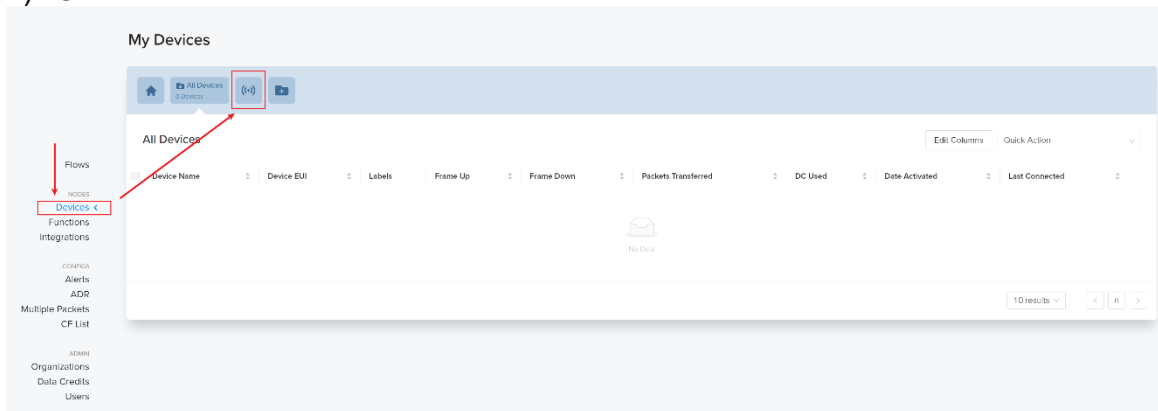 My Devices
All Devices
0 Devices
All Devices
Edit Columns
Quick Action
Device Name
Device EUI
Labels
Frame Up
Frame Down
Packets Transferred
DC Used
Date Activated
Last Connected
No Data
10 results
Flows
NODES
Devices
Functions
Integrations
CONFIGS
Alerts
ADR
Multiple Packets
CF List
ADMIN
Organizations
Data Credits
Users